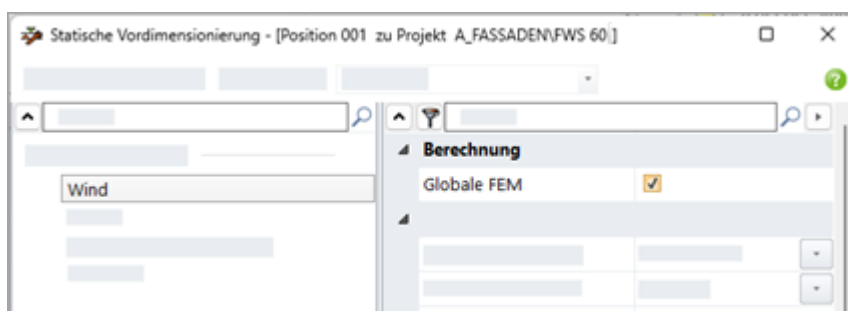 Statische Vordimensionierung - [Position 001 zu Projekt A_FASSADEN\FWS 60 ]
Berechnung
Wind
Globale FEM